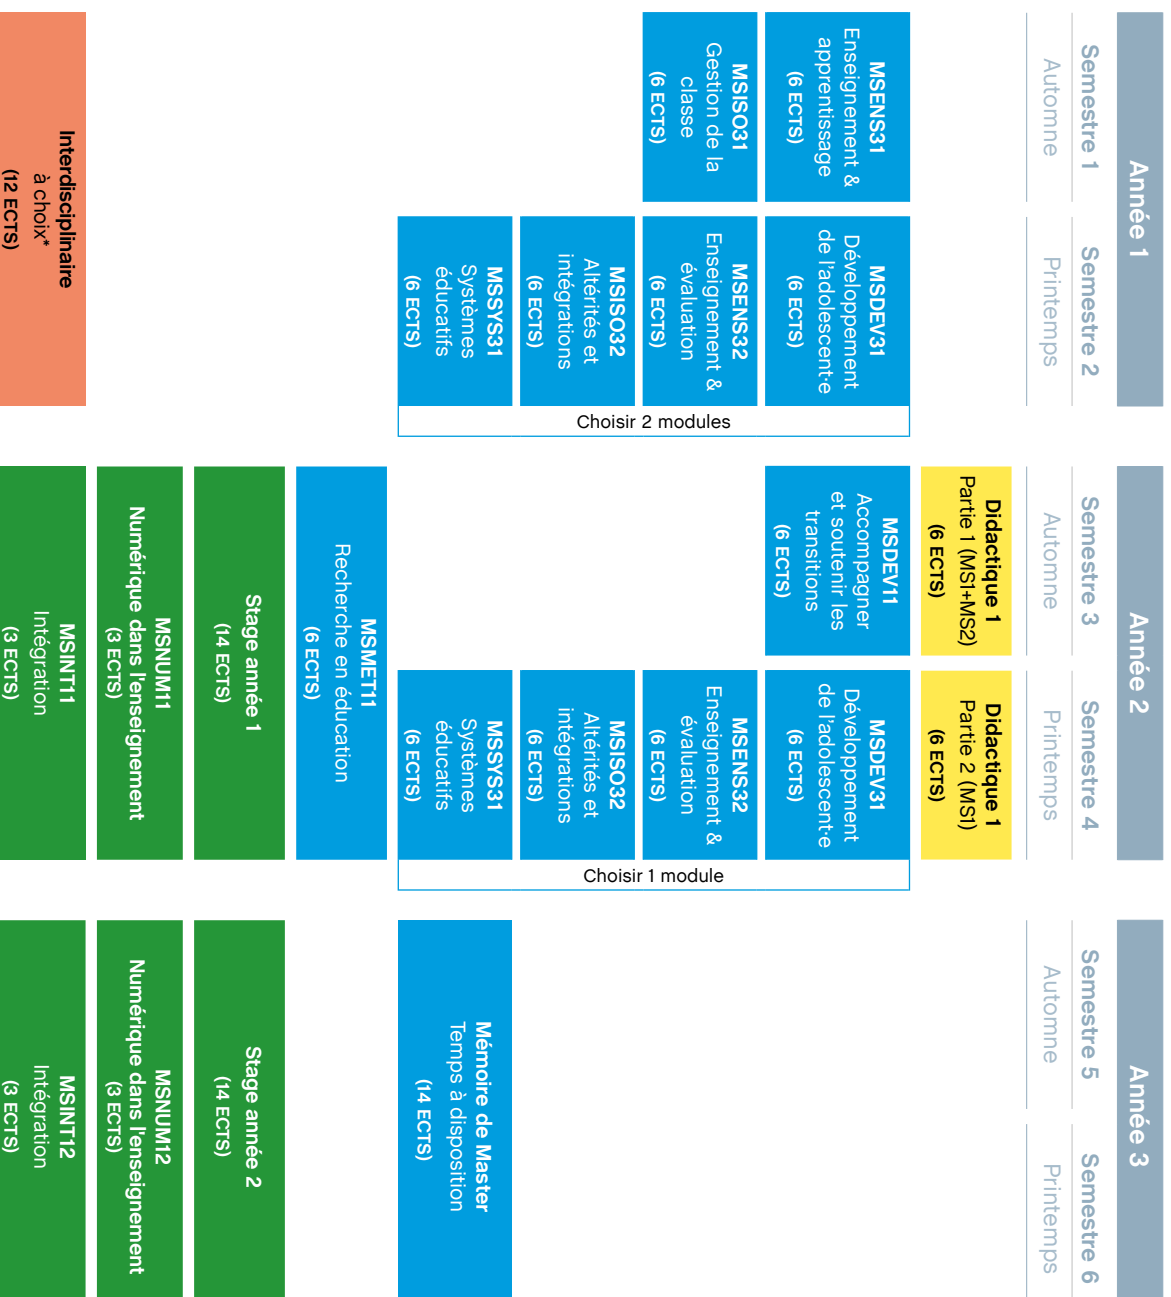 Année 1
Semestre 1
Automne
Semestre 2
Printemps
MSENS31
Enseignement &
apprentissage
(6 ECTS)
MSISO31
Gestion de la
classe
(6 ECTS)
MSDEV31
Développement
de l'adolescent·e
(6 ECTS)
MSENS32
Enseignement &
évaluation
(6 ECTS)
MSISO32
Altérités et
intégrations
(6 ECTS)
MSSYS31
Systèmes
éducatifs
(6 ECTS)
Choisir 2 modules
Interdisciplinaire
à choix*
(12 ECTS)
Année 2
Semestre 3
Automne
Semestre 4
Printemps
Didactique 1
Partie 1 (MS1+MS2)
(6 ECTS)
Didactique 1
Partie 2 (MS1)
(6 ECTS)
MSDEV11
Accompagner
et soutenir les
transitions
(6 ECTS)
MSDEV31
Développement
de l'adolescent·e
(6 ECTS)
MSENS32
Enseignement &
évaluation
(6 ECTS)
MSISO32
Altérités et
intégrations
(6 ECTS)
MSSYS31
Systèmes
éducatifs
(6 ECTS)
Choisir 1 module
MSMET11
Recherche en éducation
(6 ECTS)
Stage année 1
(14 ECTS)
MSNUM11
Numérique dans l'enseignement
(3 ECTS)
MSINT11
Intégration
(3 ECTS)
Année 3
Semestre 5
Automne
Semestre 6
Printemps
Mémoire de Master
Temps à disposition
(14 ECTS)
Stage année 2
(14 ECTS)
MSNUM12
Numérique dans l'enseignement
(3 ECTS)
MSINT12
Intégration
(3 ECTS)